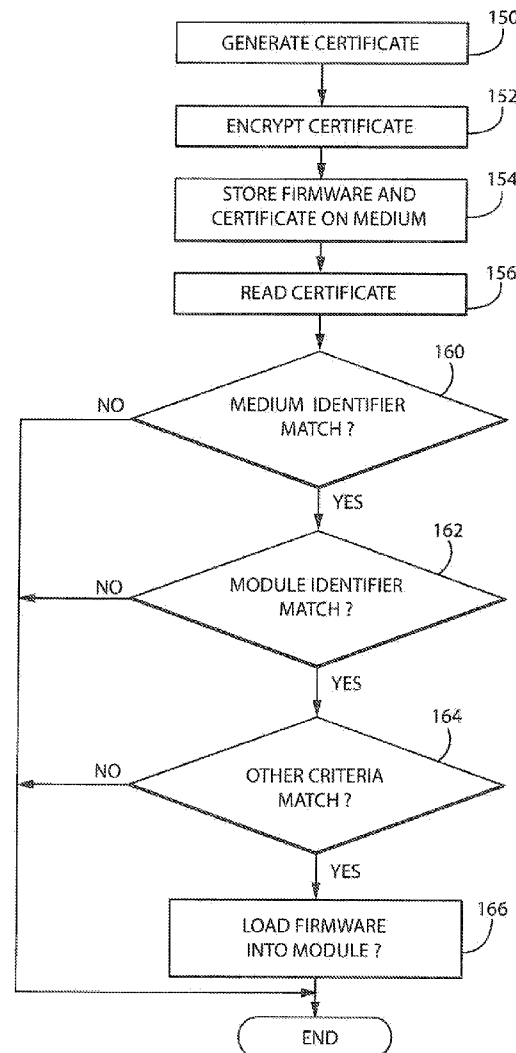 150
GENERATE CERTIFICATE
152
ENCRYPT CERTIFICATE
154
STORE FIRMWARE AND
CERTIFICATE ON MEDIUM
156
READ CERTIFICATE
160
NO
MEDIUM IDENTIFIER
MATCH ?
YES
162
NO
MODULE IDENTIFIER
MATCH ?
YES
164
NO
OTHER CRITERIA
MATCH ?
YES
166
LOAD FIRMWARE
INTO MODULE ?
END